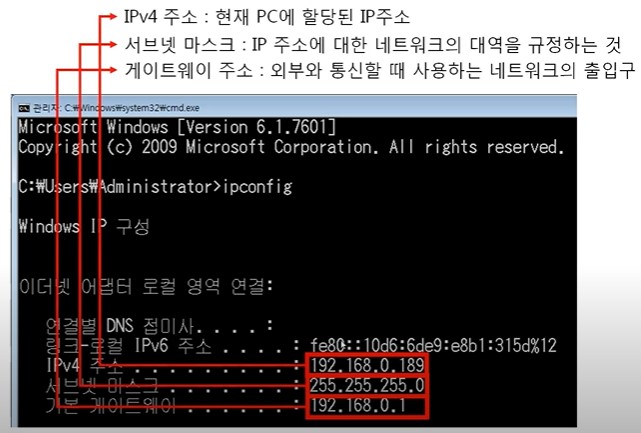 IPv4 주소 : 현재 PC에 할당된 IP주소
서브넷 마스크 : IP 주소에 대한 네트워크의 대역을 규정하는 것
게이트웨이 주소 : 외부와 통신할 때 사용하는 네트워크의 출입구
관리자: C:₩Windows₩system32₩cmd.exe
Microsoft Windows [Version 6.1.7601]
Copyright (c) 2009 Microsoft Corporation. All rights reserved.
C:₩Users₩Administrator>ipconfig
Windows IP 구성
이더넷 어댑터 로컬 영역 연결:
연결별 DNS 접미사. . . . :
링크-로컬 IPv6 주소 . . . . : fe80::10d6:6de9:e8b1:315d%12
IPv4 주소 . . . . . . . . . : 192.168.0.189
서브넷 마스크 . . . . . . . : 255.255.255.0
기본 게이트웨이 . . . . . . : 192.168.0.1